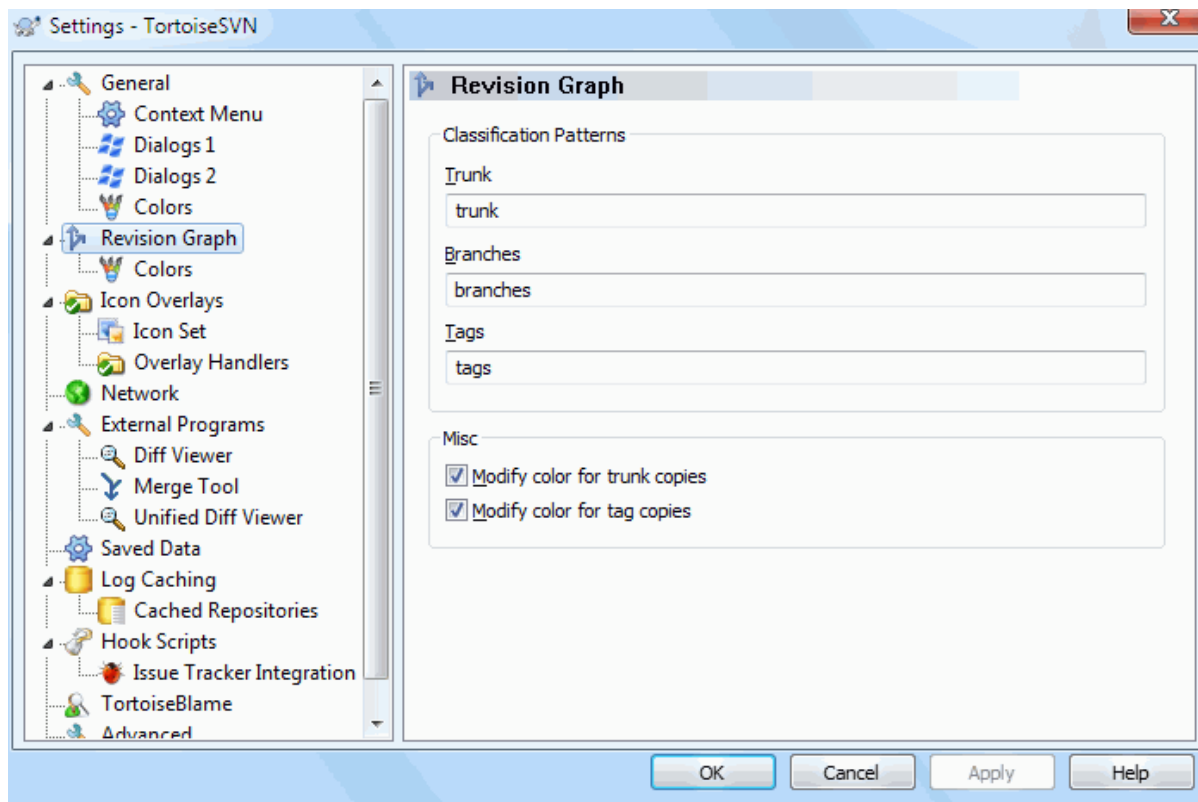 Settings - TortoiseSVN
General
Context Menu
Dialogs 1
Dialogs 2
Colors
Revision Graph
Colors
Icon Overlays
Icon Set
Overlay Handlers
Network
External Programs
Diff Viewer
Merge Tool
Unified Diff Viewer
Saved Data
Log Caching
Cached Repositories
Hook Scripts
Issue Tracker Integration
TortoiseBlame
Advanced
Revision Graph
Classification Patterns
Trunk
trunk
Branches
branches
Tags
tags
Misc
Modify color for trunk copies
Modify color for tag copies
OK Cancel Apply Help